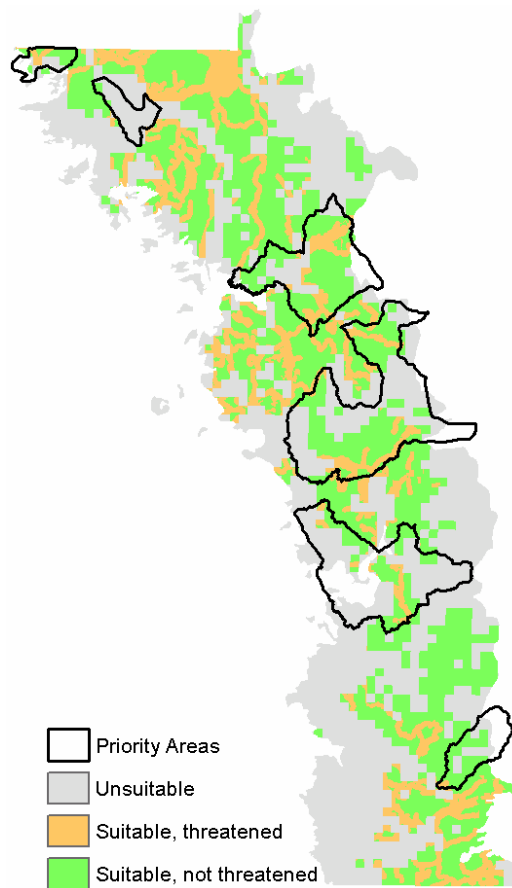 Priority Areas
Unsuitable
Suitable, threatened
Suitable, not threatened